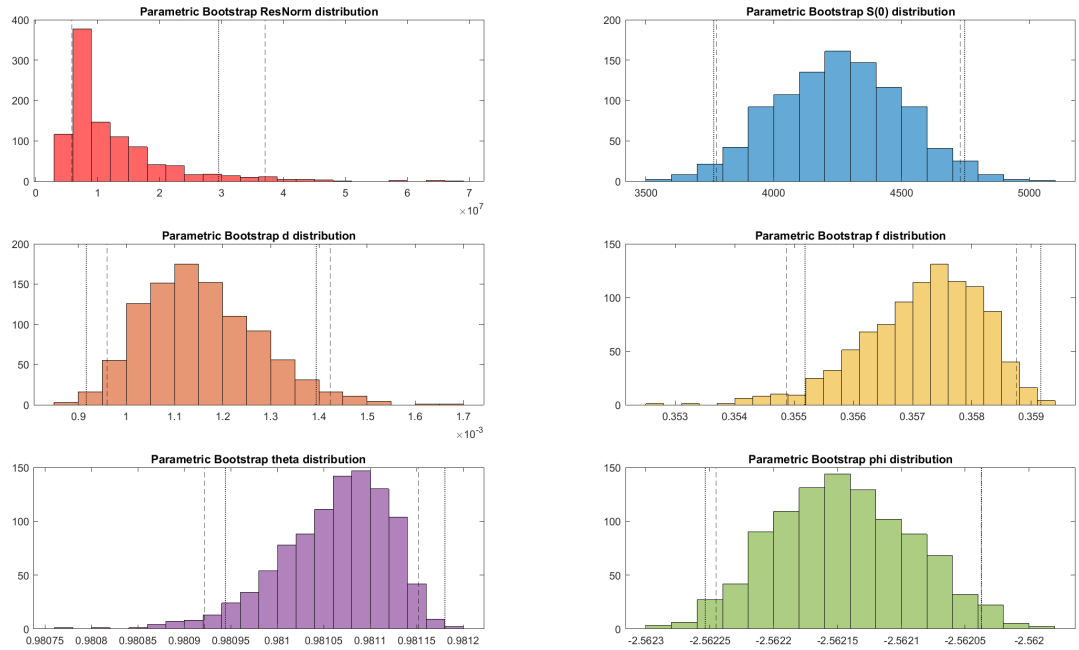 Parametric Bootstrap ResNorm distribution
400
300
200
100
0
0 1 2 3 4 5 6 7
×10^7
Parametric Bootstrap S(0) distribution
200
150
100
50
0
3500 4000 4500 5000
Parametric Bootstrap d distribution
200
150
100
50
0
0.9 1 1.1 1.2 1.3 1.4 1.5 1.6 1.7
×10^-3
Parametric Bootstrap f distribution
150
100
50
0
0.353 0.354 0.355 0.356 0.357 0.358 0.359
Parametric Bootstrap theta distribution
150
100
50
0
0.98075 0.9808 0.98085 0.9809 0.98095 0.981 0.98105 0.9811 0.98115 0.9812
Parametric Bootstrap phi distribution
150
100
50
0
-2.5623 -2.56225 -2.5622 -2.56215 -2.5621 -2.56205 -2.562